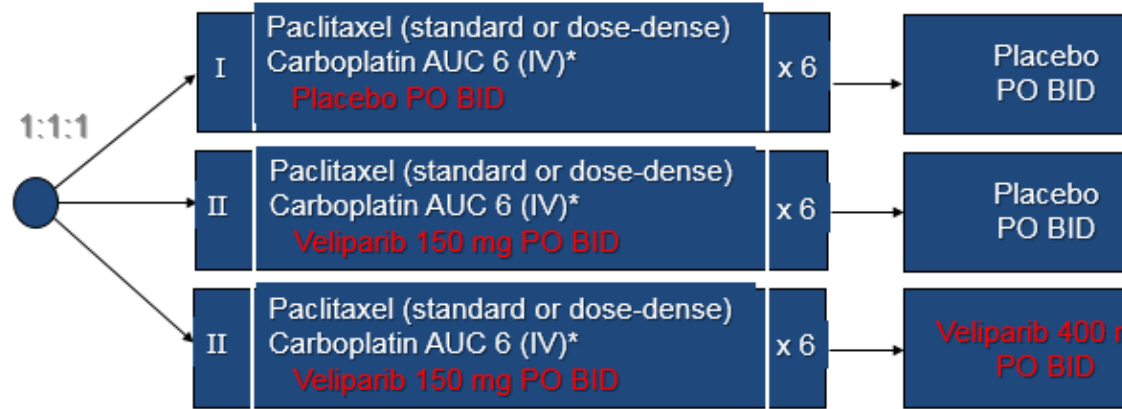 1:1:1
I
Paclitaxel (standard or dose-dense)
Carboplatin AUC 6 (IV)*
Placebo PO BID
x 6
Placebo
PO BID
II
Paclitaxel (standard or dose-dense)
Carboplatin AUC 6 (IV)*
Veliparib 150 mg PO BID
x 6
Placebo
PO BID
II
Paclitaxel (standard or dose-dense)
Carboplatin AUC 6 (IV)*
Veliparib 150 mg PO BID
x 6
Veliparib 400
PO BID